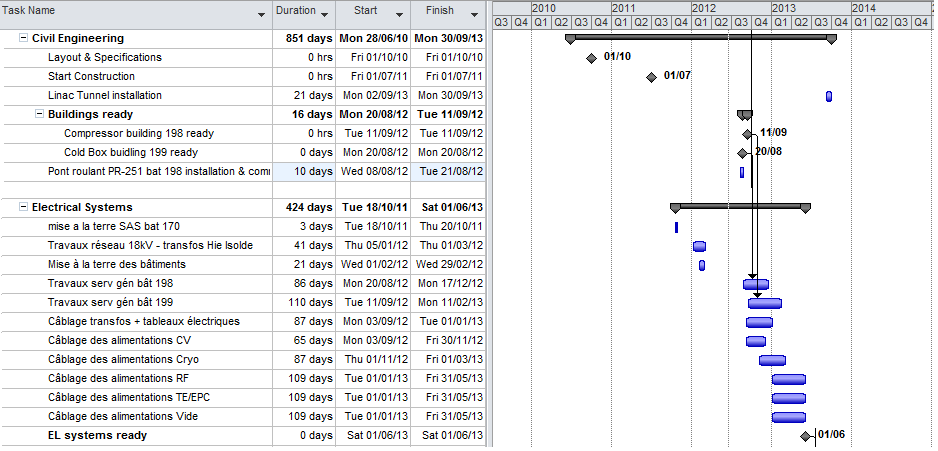 Task Name Duration Start Finish 2010 2011 2012 2013 2014
Q3 Q4 Q1 Q2 Q3 Q4 Q1 Q2 Q3 Q4 Q1 Q2 Q3 Q4 Q1 Q2 Q3 Q4 Q1 Q2 Q3 Q4
Civil Engineering 851 days Mon 28/06/10 Mon 30/09/13
Layout & Specifications 0 hrs Fri 01/10/10 Fri 01/10/10 01/10
Start Construction 0 hrs Fri 01/07/11 Fri 01/07/11 01/07
Linac Tunnel installation 21 days Mon 02/09/13 Mon 30/09/13
Buildings ready 16 days Mon 20/08/12 Tue 11/09/12
Compressor building 198 ready 0 hrs Tue 11/09/12 Tue 11/09/12 11/09
Cold Box buidling 199 ready 0 days Mon 20/08/12 Mon 20/08/12 20/08
Pont roulant PR-251 bat 198 installation & com 10 days Wed 08/08/12 Tue 21/08/12
Electrical Systems 424 days Tue 18/10/11 Sat 01/06/13
mise a la terre SAS bat 170 3 days Tue 18/10/11 Thu 20/10/11
Travaux réseau 18kV - transfos Hie Isolde 41 days Thu 05/01/12 Thu 01/03/12
Mise à la terre des bâtiments 21 days Wed 01/02/12 Wed 29/02/12
Travaux serv gén bât 198 86 days Mon 20/08/12 Mon 17/12/12
Travaux serv gén bât 199 110 days Tue 11/09/12 Mon 11/02/13
Câblage transfos + tableaux électriques 87 days Mon 03/09/12 Tue 01/01/13
Câblage des alimentations CV 65 days Mon 03/09/12 Fri 30/11/12
Câblage des alimentations Cryo 87 days Thu 01/11/12 Fri 01/03/13
Câblage des alimentations RF 109 days Tue 01/01/13 Fri 31/05/13
Câblage des alimentations TE/EPC 109 days Tue 01/01/13 Fri 31/05/13
Câblage des alimentations Vide 109 days Tue 01/01/13 Fri 31/05/13
EL systems ready 0 days Sat 01/06/13 Sat 01/06/13 01/06